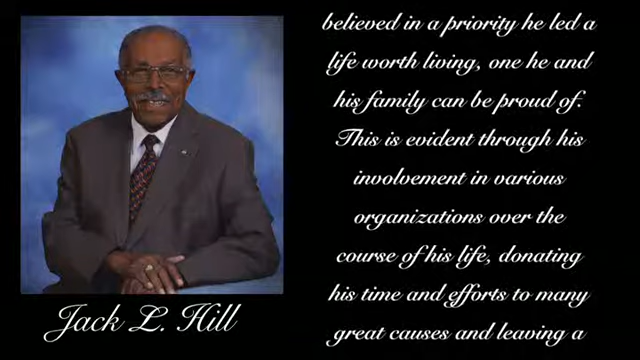 believed in a priority he led a
life worth living, one he and
his family can be proud of.
This is evident through his
involvement in various
organizations over the
course of his life, donating
his time and efforts to many
great causes and leaving a
Jack L. Hill